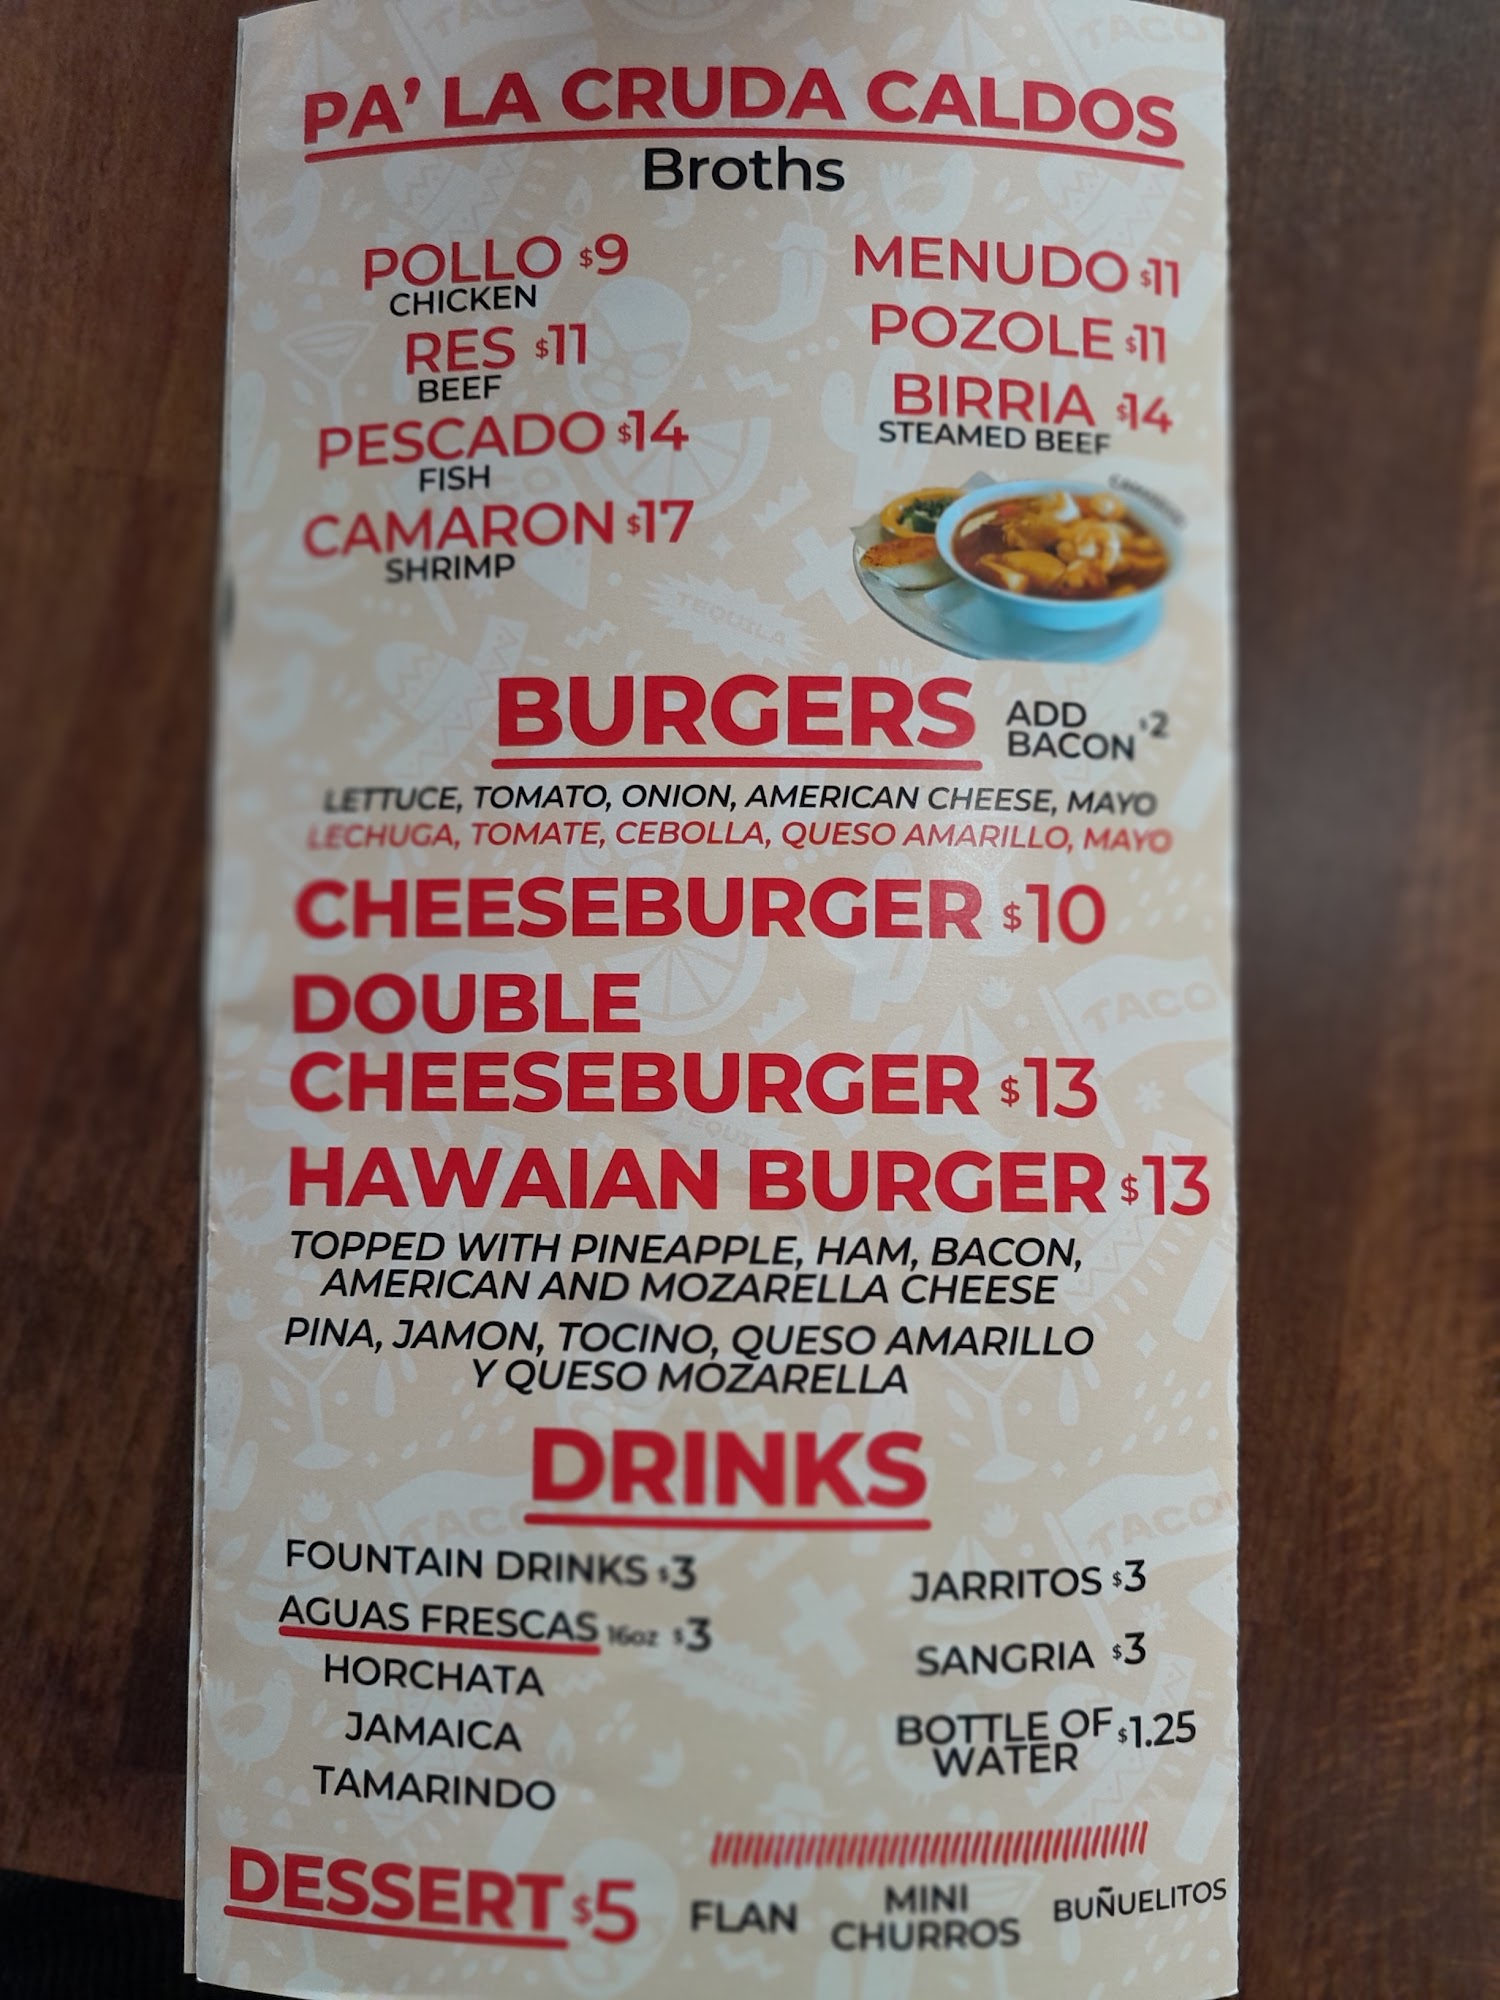 PA' LA CRUDA CALDOS
Broths
POLLO $9
CHICKEN
RES $11
BEEF
PESCADO $14
FISH
CAMARON $17
SHRIMP
MENUDO $11
POZOLE $11
BIRRIA $14
STEAMED BEEF
TEQUILA
BURGERS
ADD
BACON $2
LETTUCE, TOMATO, ONION, AMERICAN CHEESE, MAYO
LECHUGA, TOMATE, CEBOLLA, QUESO AMARILLO, MAYO
CHEESEBURGER $10
DOUBLE
CHEESEBURGER $13
HAWAIAN BURGER $13
TOPPED WITH PINEAPPLE, HAM, BACON,
AMERICAN AND MOZARELLA CHEESE
PINA, JAMON, TOCINO, QUESO AMARILLO
Y QUESO MOZARELLA
DRINKS
FOUNTAIN DRINKS $3
AGUAS FRESCAS 16oz $3
HORCHATA
JAMAICA
TAMARINDO
JARRITOS $3
SANGRIA $3
BOTTLE OF
WATER $1.25
DESSERT $5
FLAN
MINI
CHURROS
BUÑUELITOS